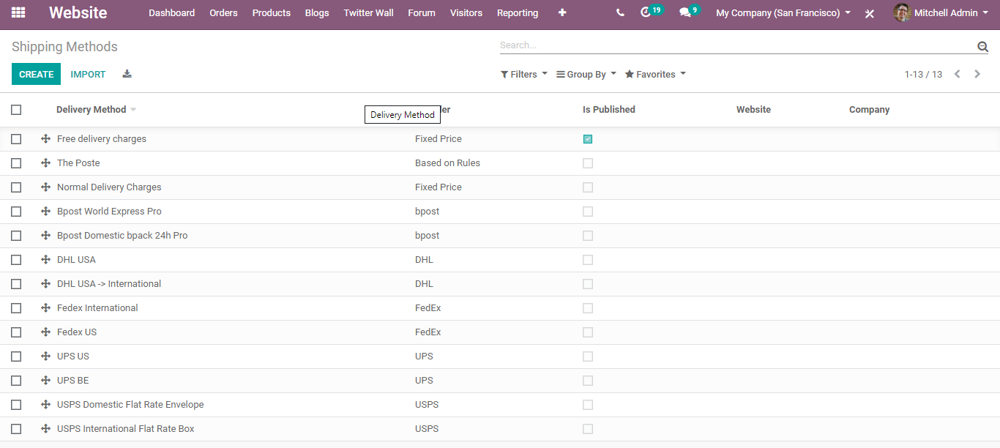 Website Dashboard Orders Products Blogs Twitter Wall Forum Visitors Reporting 19 9 My Company (San Francisco) Mitchell Admin
Shipping Methods Search...
CREATE IMPORT Filters Group By Favorites 1-13 / 13
Delivery Method Delivery Method Is Published Website Company
Free delivery charges Fixed Price
The Poste Based on Rules
Normal Delivery Charges Fixed Price
Bpost World Express Pro bpost
Bpost Domestic bpack 24h Pro bpost
DHL USA DHL
DHL USA -> International DHL
Fedex International FedEx
Fedex US FedEx
UPS US UPS
UPS BE UPS
USPS Domestic Flat Rate Envelope USPS
USPS International Flat Rate Box USPS